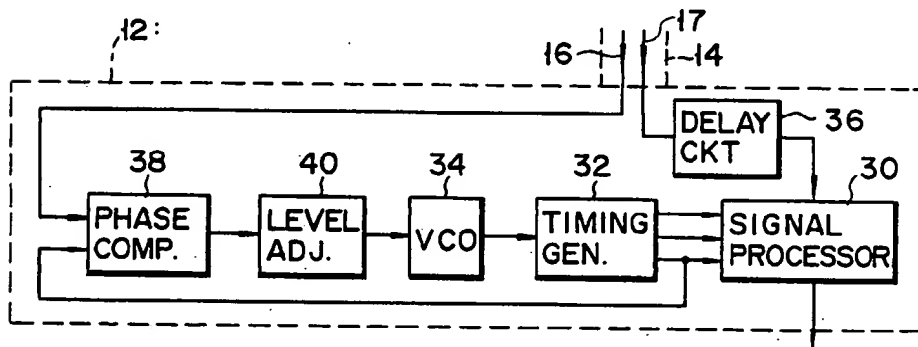 12:
16
17
14
DELAY
CKT
36
38
40
34
32
30
PHASE
COMP.
LEVEL
ADJ.
VCO
TIMING
GEN.
SIGNAL
PROCESSOR